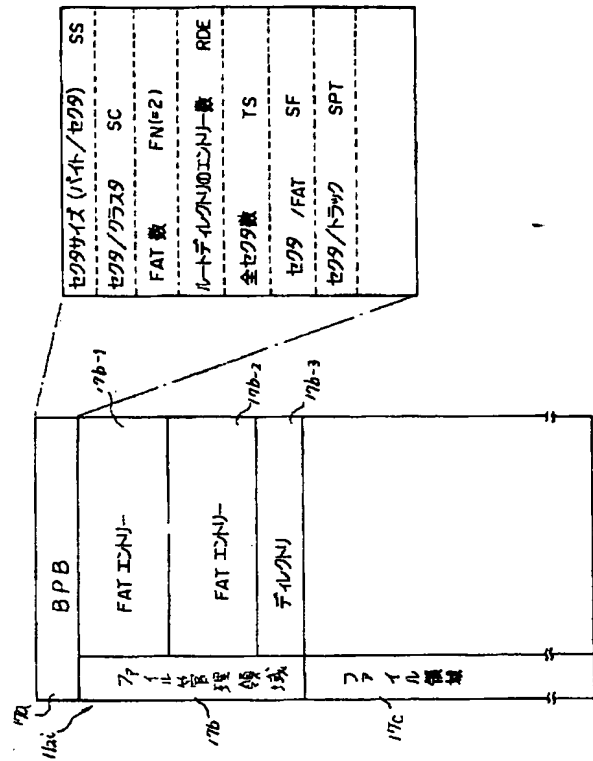 セクタサイズ (バイト/セクタ) SS
セクタ/クラスタ SC
FAT 数 FN(=2)
ルートディレクトリのエントリー数 RDE
全セクタ数 TS
セクタ /FAT SF
セクタ/トラック SPT
17a
11ai
BPB
FATエントリー
17b-1
FATエントリー
17b-2
ディレクトリ
17b-3
ファイル管理領域
17b
ファイル領域
17c